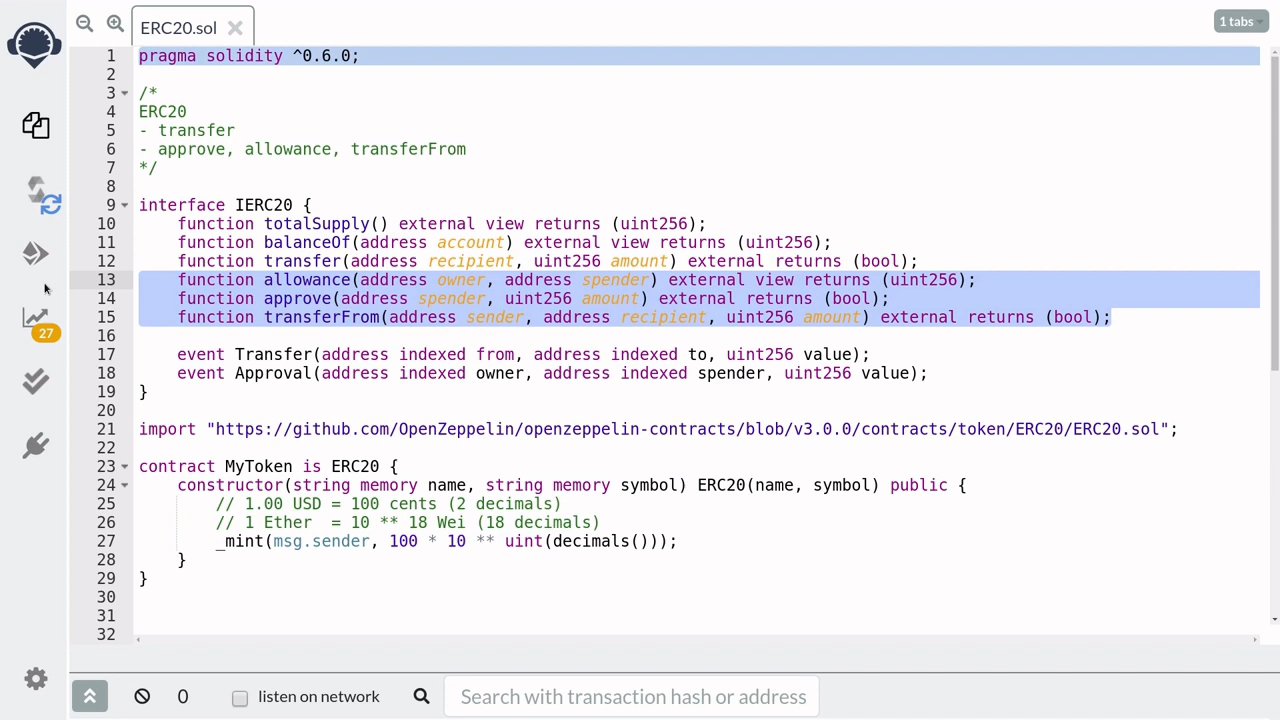 ERC20.sol
1 tabs
1 pragma solidity ^0.6.0;
2
3 /*
4 ERC20
5 - transfer
6 - approve, allowance, transferFrom
7 */
8
9 interface IERC20 {
10 function totalSupply() external view returns (uint256);
11 function balanceOf(address account) external view returns (uint256);
12 function transfer(address recipient, uint256 amount) external returns (bool);
13 function allowance(address owner, address spender) external view returns (uint256);
14 function approve(address spender, uint256 amount) external returns (bool);
15 function transferFrom(address sender, address recipient, uint256 amount) external returns (bool);
16
17 event Transfer(address indexed from, address indexed to, uint256 value);
18 event Approval(address indexed owner, address indexed spender, uint256 value);
19 }
20
21 import "https://github.com/OpenZeppelin/openzeppelin-contracts/blob/v3.0.0/contracts/token/ERC20/ERC20.sol";
22
23 contract MyToken is ERC20 {
24 constructor(string memory name, string memory symbol) ERC20(name, symbol) public {
25 // 1.00 USD = 100 cents (2 decimals)
26 // 1 Ether  = 10 ** 18 Wei (18 decimals)
27 _mint(msg.sender, 100 * 10 ** uint(decimals()));
28 }
29 }
30
31
32
27
0
listen on network
Search with transaction hash or address